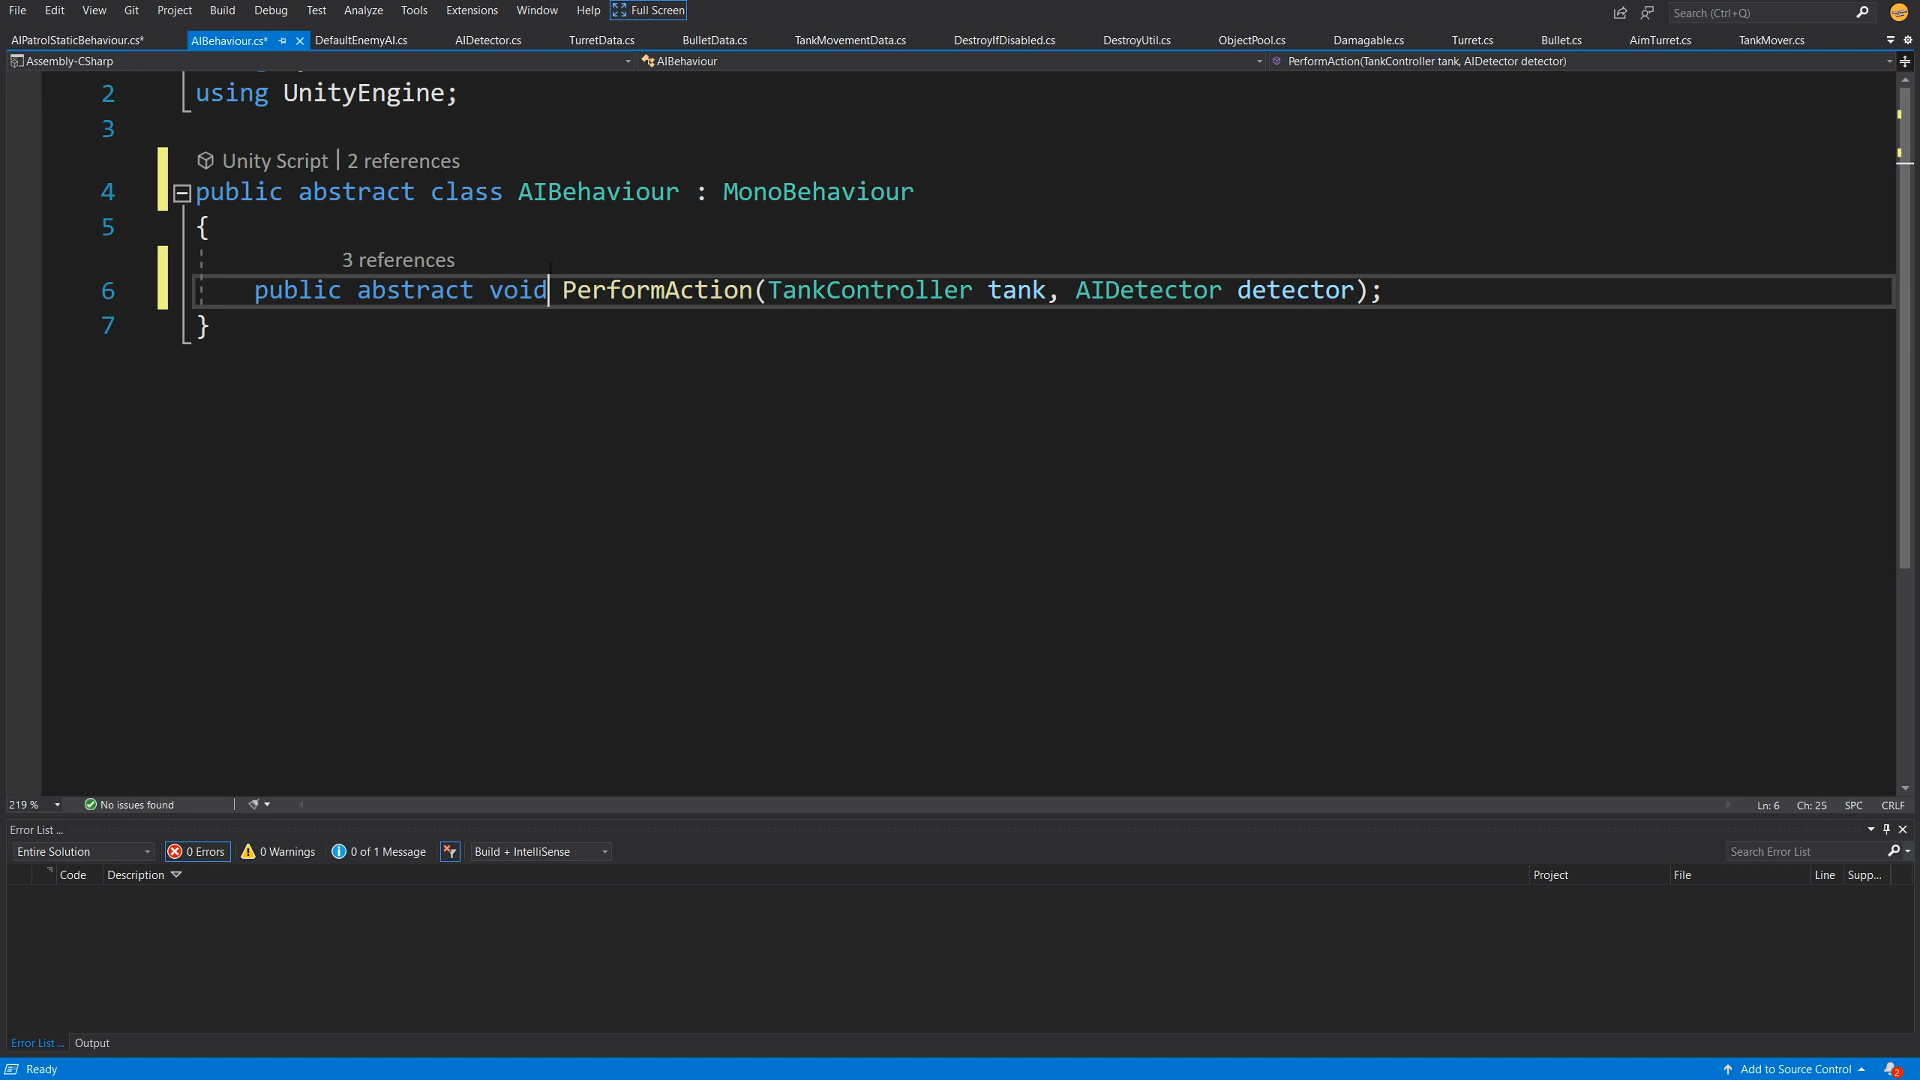 File Edit View Git Project Build Debug Test Analyze Tools Extensions Window Help Full Screen Search (Ctrl+Q)
AIPatrolStaticBehaviour.cs* AIBehaviour.cs* DefaultEnemyAI.cs AIDetector.cs TurretData.cs BulletData.cs TankMovementData.cs DestroyIfDisabled.cs DestroyUtil.cs ObjectPool.cs Damagable.cs Turret.cs Bullet.cs AimTurret.cs TankMover.cs
Assembly-CSharp AIBehaviour PerformAction(TankController tank, AIDetector detector)
2 using UnityEngine;
3
Unity Script | 2 references
4 public abstract class AIBehaviour : MonoBehaviour
5 {
3 references
6 public abstract void PerformAction(TankController tank, AIDetector detector);
7 }
219 % No issues found Ln: 6 Ch: 25 SPC CRLF
Error List ...
Entire Solution 0 Errors 0 Warnings 0 of 1 Message Build + IntelliSense Search Error List
Code Description Project File Line Supp...
Error List ... Output
Ready Add to Source Control 2